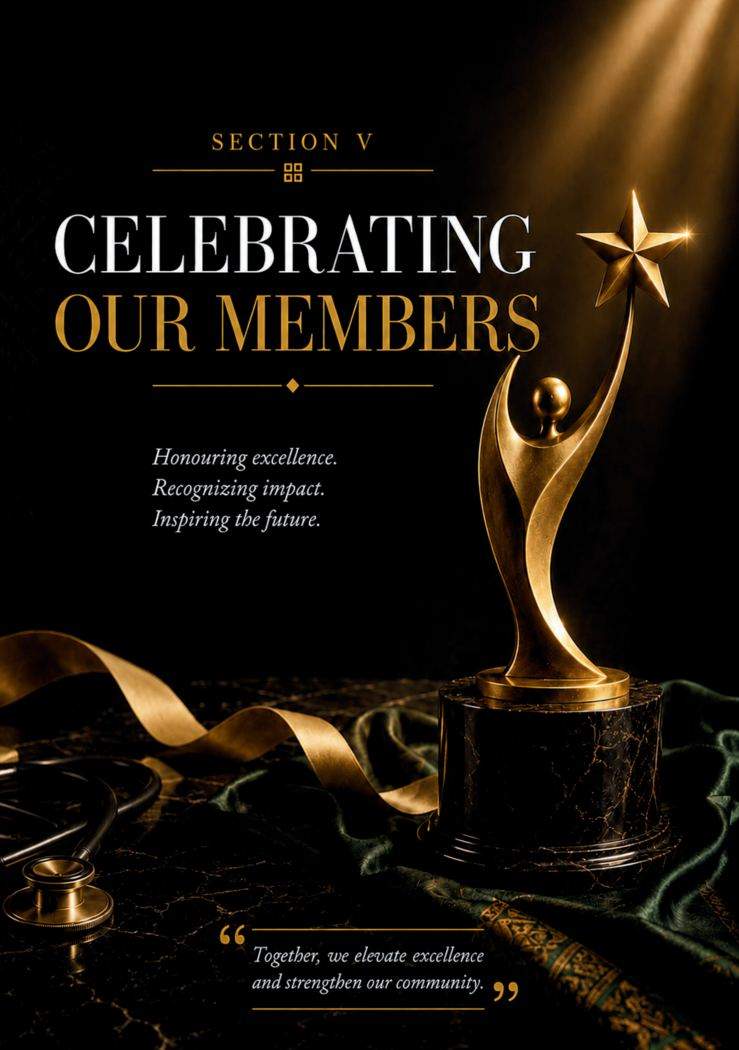 SECTION V
CELEBRATING
OUR MEMBERS
Honouring excellence.
Recognizing impact.
Inspiring the future.
“Together, we elevate excellence
and strengthen our community.”